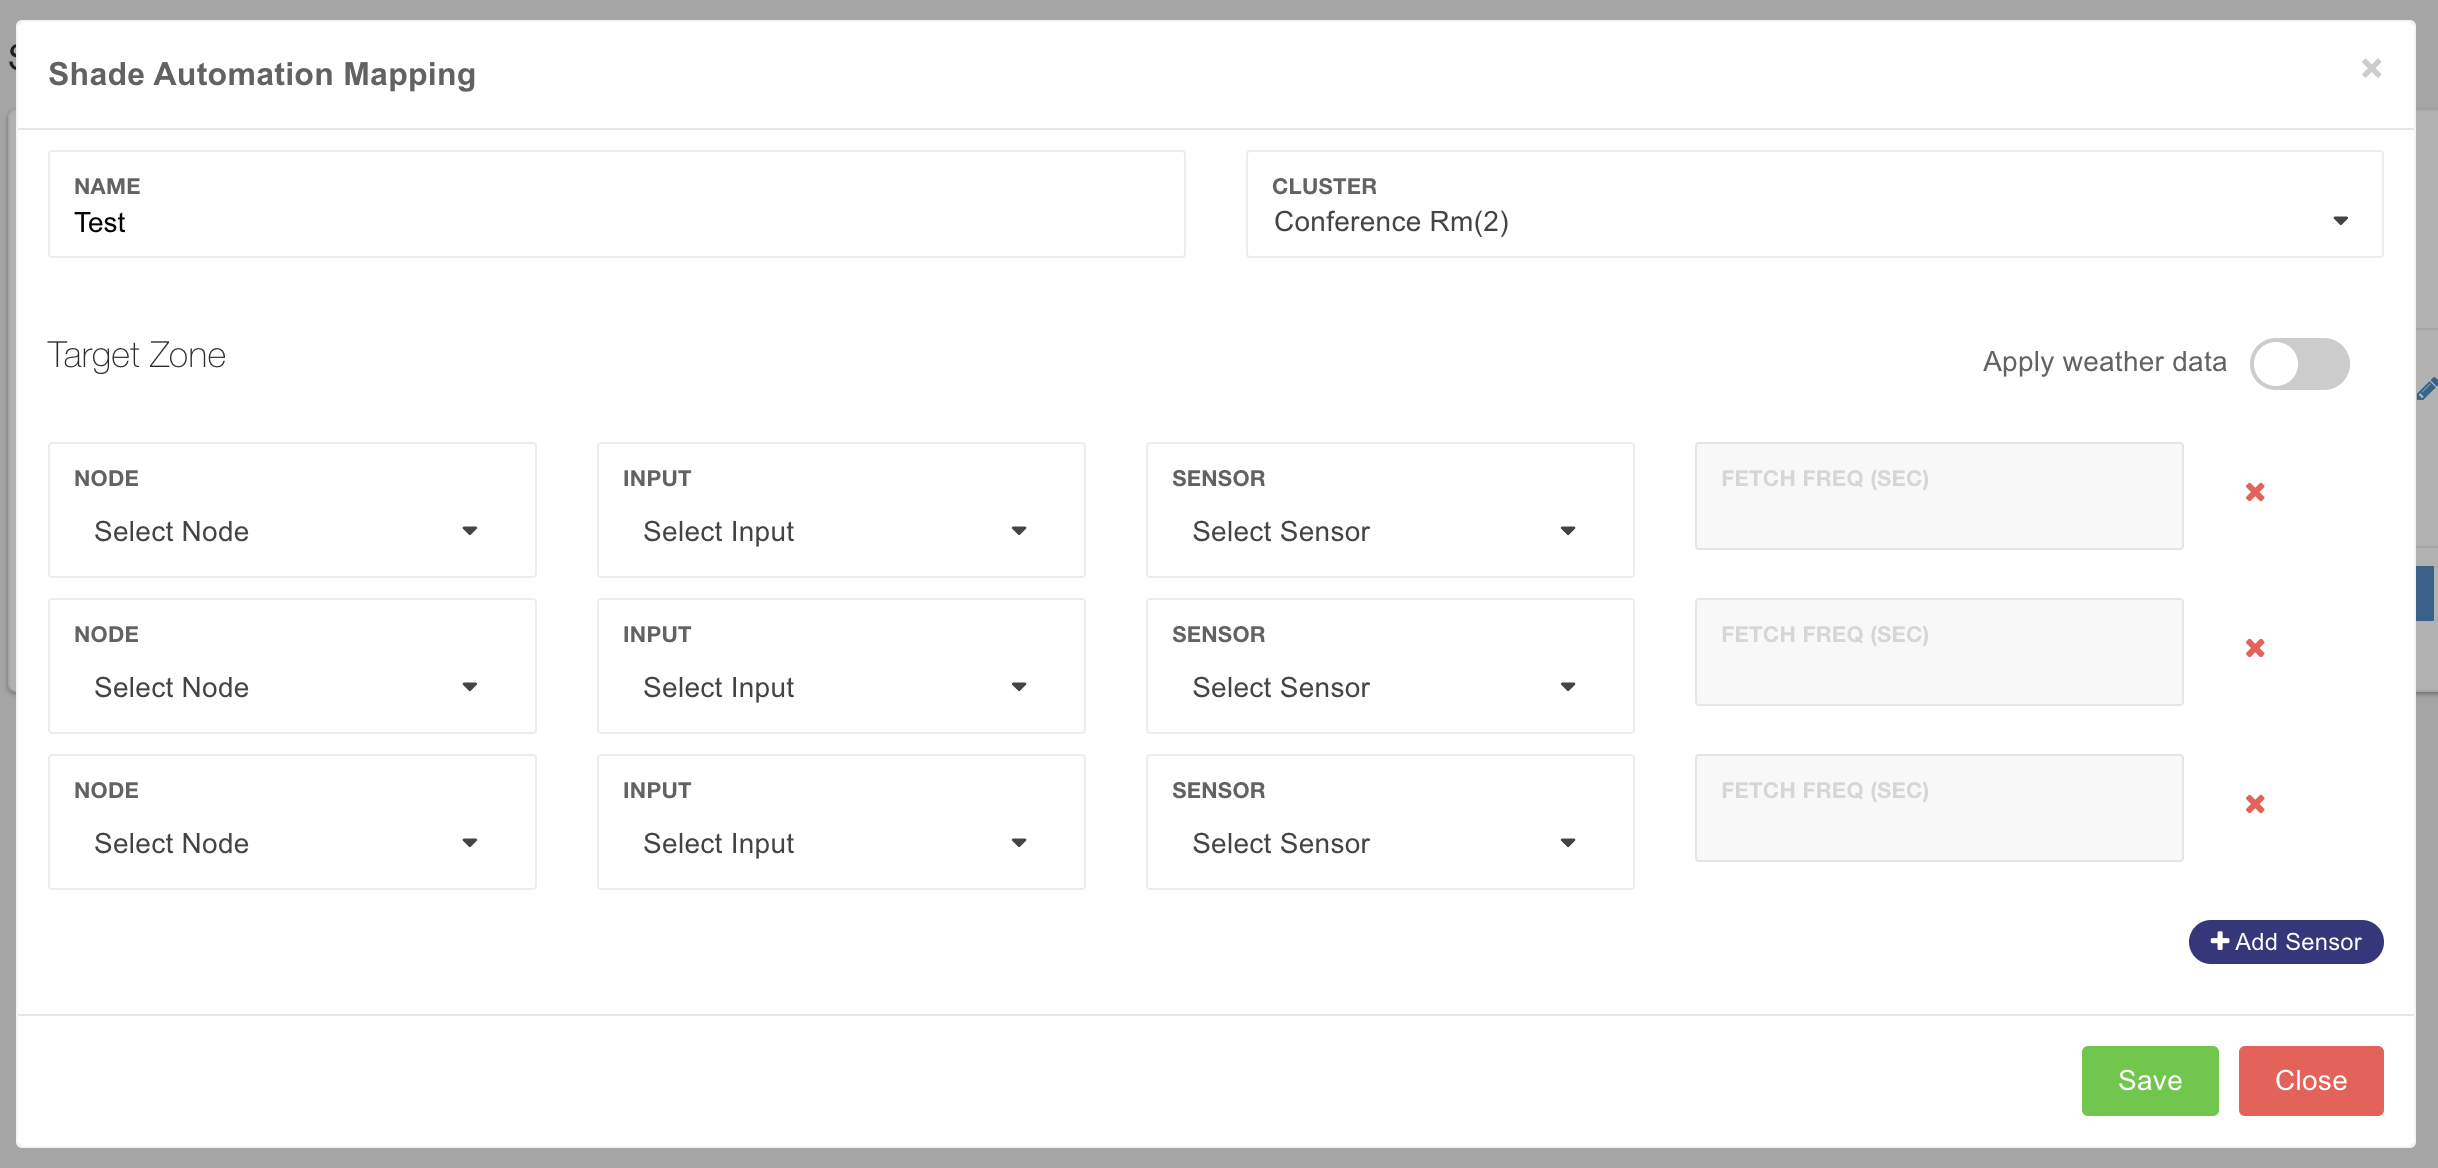 Shade Automation Mapping
NAME
Test
CLUSTER
Conference Rm(2)
Target Zone
Apply weather data
NODE
Select Node
INPUT
Select Input
SENSOR
Select Sensor
FETCH FREQ (SEC)
NODE
Select Node
INPUT
Select Input
SENSOR
Select Sensor
FETCH FREQ (SEC)
NODE
Select Node
INPUT
Select Input
SENSOR
Select Sensor
FETCH FREQ (SEC)
Add Sensor
Save
Close